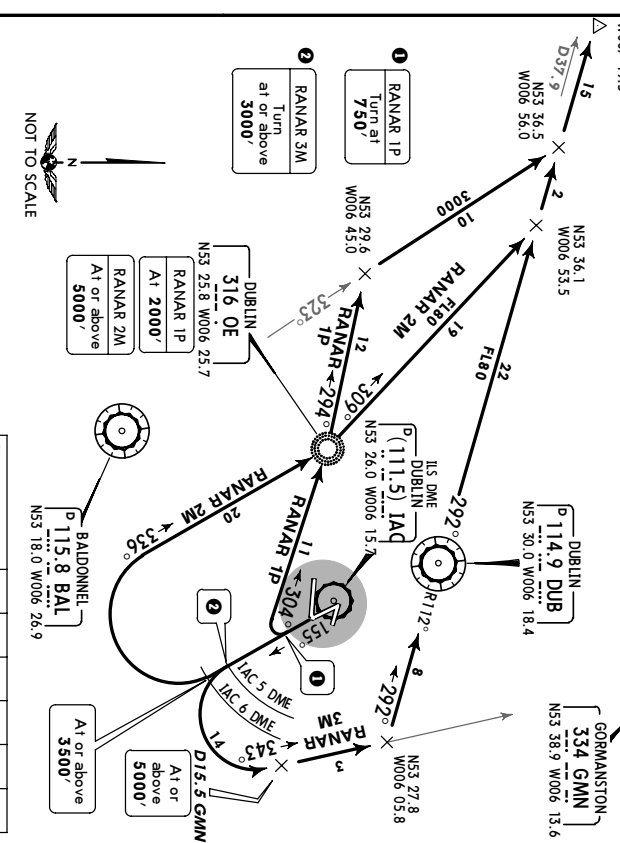 D37.9
15
N53 36.5
W006 56.0
2
N53 36.1
W006 53.5
❶
RANAR 1P
Turn at
750'
❷
RANAR 3M
Turn
at or above
3000'
N
NOT TO SCALE
N53 29.6
W006 45.0
3000
10
RANAR 2M
FL80
19
22
FL80
323°
RANAR
1P
12
294°
309°
292°
DUBLIN
316 OE
N53 25.8 W006 25.7
RANAR 1P
At 2000'
RANAR 2M
At or above
5000'
ILS DME
DUBLIN
D (111.5) IAC
N53 26.0 W006 15.7
DUBLIN
D 114.9 DUB
N53 30.0 W006 18.4
GORMANSTON
334 GMN
N53 38.9 W006 13.6
BALDONNEL
D 115.8 BAL
N53 18.0 W006 26.9
RANAR 2M
20
336°
RANAR 1P
11
304°
155°
R112°
8
292°
❶
❷
IAC 5 DME
IAC 6 DME
RANAR
3M
343°
3
14
N53 27.8
W006 05.8
D15.5 GMN
At or
above
5000'
At or above
3500'